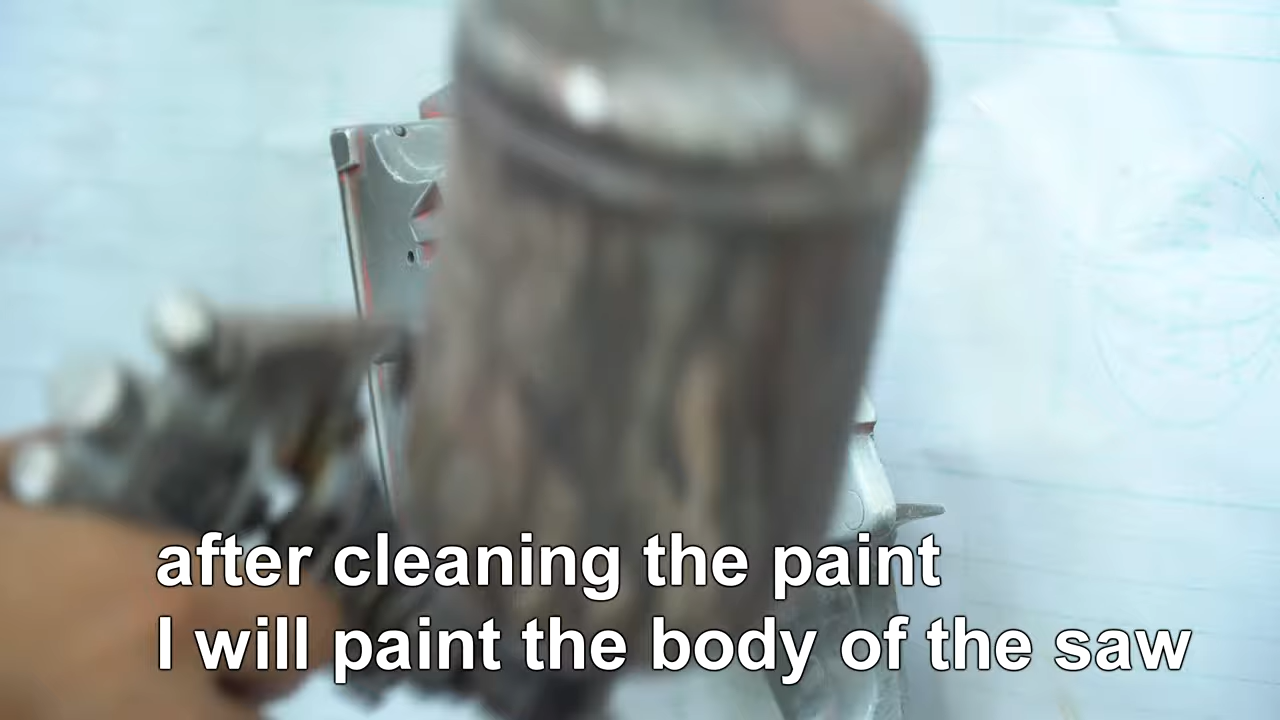 after cleaning the paint
I will paint the body of the saw